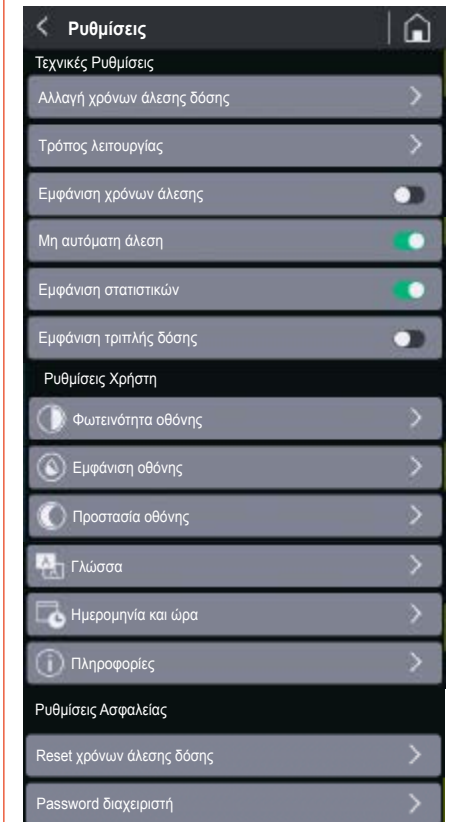 Ρυθμίσεις
Τεχνικές Ρυθμίσεις
Αλλαγή χρόνων άλεσης δόσης
Τρόπος λειτουργίας
Εμφάνιση χρόνων άλεσης
Μη αυτόματη άλεση
Εμφάνιση στατιστικών
Εμφάνιση τριπλής δόσης
Ρυθμίσεις Χρήστη
Φωτεινότητα οθόνης
Εμφάνιση οθόνης
Προστασία οθόνης
Γλώσσα
Ημερομηνία και ώρα
Πληροφορίες
Ρυθμίσεις Ασφαλείας
Reset χρόνων άλεσης δόσης
Password διαχειριστή